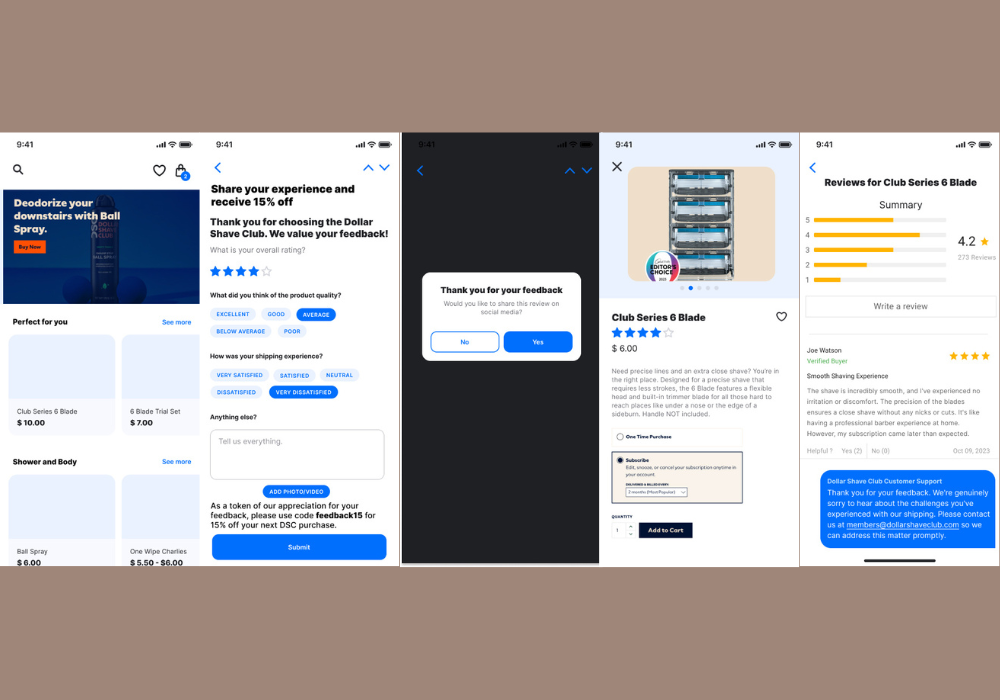 9:41
2
Deodorize your
downstairs with Ball
Spray.
Buy Now
DOLLAR
SHAVE
CLUB
BALL SPRAY
Perfect for you
See more
Club Series 6 Blade
$ 10.00
6 Blade Trial Set
$ 7.00
Shower and Body
See more
Ball Spray
$ 6.00
One Wipe Charlies
$ 5.50 - $6.00
9:41
Share your experience and
receive 15% off
Thank you for choosing the Dollar
Shave Club. We value your feedback!
What is your overall rating?
What did you think of the product quality?
EXCELLENT
GOOD
AVERAGE
BELOW AVERAGE
POOR
How was your shipping experience?
VERY SATISFIED
SATISFIED
NEUTRAL
DISSATISFIED
VERY DISSATISFIED
Anything else?
Tell us everything.
ADD PHOTO/VIDEO
As a token of our appreciation for your
feedback, please use code feedback15 for
15% off your next DSC purchase.
Submit
9:41
Thank you for your feedback
Would you like to share this review on
social media?
No
Yes
9:41
EDITOR'S
CHOICE
2023
Club Series 6 Blade
$ 6.00
Need precise lines and an extra close shave? You're in
the right place. Designed for a precise shave that
requires less strokes, the 6 Blade features a flexible
head and built-in trimmer blade for all those hard to
reach places like under a nose or the edge of a
sideburn. Handle NOT included.
One Time Purchase
Subscribe
Edit, snooze, or cancel your subscription anytime in
your account
DELIVERED & BILLED EVERY:
2 months (Most Popular)
QUANTITY
1
Add to Cart
9:41
Reviews for Club Series 6 Blade
Summary
5
4
3
2
1
4.2
273 Reviews
Write a review
Joe Watson
Verified Buyer
Smooth Shaving Experience
The shave is incredibly smooth, and I've experienced no
irritation or discomfort. The precision of the blades
ensures a close shave without any nicks or cuts. It's like
having a professional barber experience at home.
However, my subscription came later than expected.
Helpful ? Yes (2) No (0)
Oct 09, 2023
Dollar Shave Club Customer Support
Thank you for your feedback. We're genuinely
sorry to hear about the challenges you've
experienced with our shipping. Please contact
us at members@dollarshaveclub.com so we
can address this matter promptly.